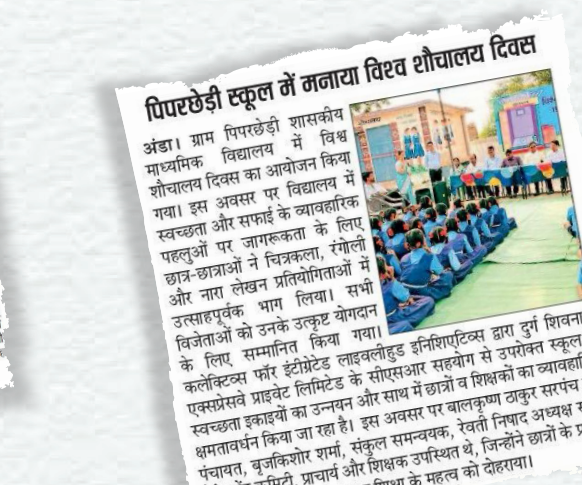 पिपरछेड़ी स्कूल में मनाया विश्व शौचालय दिवस
अंडा। ग्राम पिपरछेड़ी शासकीय
माध्यमिक विद्यालय में विश्व
शौचालय दिवस का आयोजन किया
गया। इस अवसर पर विद्यालय में
स्वच्छता और सफाई के व्यावहारिक
पहलुओं पर जागरूकता के लिए
छात्र-छात्राओं ने चित्रकला, रंगोली
और नारा लेखन प्रतियोगिताओं में
उत्साहपूर्वक भाग लिया। सभी
विजेताओं को उनके उत्कृष्ट योगदान
के लिए सम्मानित किया गया।
कलेक्टिव्स फॉर इंटीग्रेटेड लाइवलीहुड इनिशिएटिव्स द्वारा दुर्ग शिवना
एक्सप्रेसवे प्राइवेट लिमिटेड के सीएसआर सहयोग से उपरोक्त स्कूल
स्वच्छता इकाइयों का उन्नयन और साथ में छात्रों व शिक्षकों का व्यावहा
क्षमतावर्धन किया जा रहा है। इस अवसर पर बालकृष्ण ठाकुर सरपंच
पंचायत, बृजकिशोर शर्मा, संकुल समन्वयक, रेवती निषाद अध्यक्ष
प्राचार्य और शिक्षक उपस्थित थे, जिन्होंने छात्रों के
के महत्व को दोहराया।